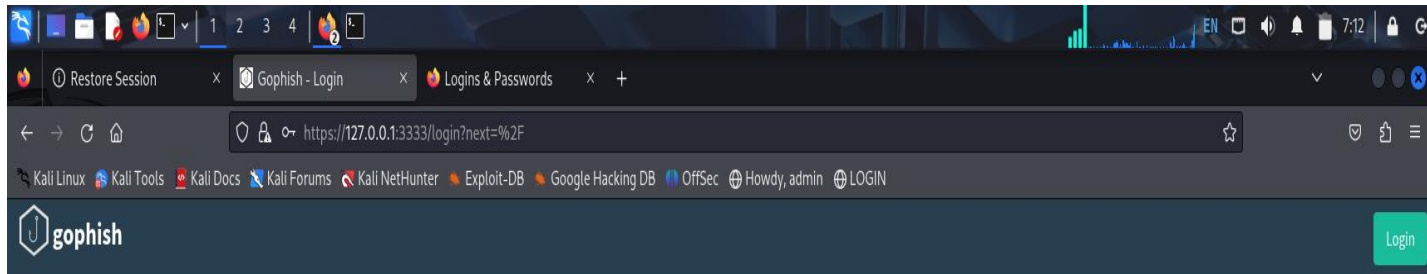 1 2 3 4 EN 7:12
Restore Session Gophish - Login Logins & Passwords
https://127.0.0.1:3333/login?next=%2F
Kali Linux Kali Tools Kali Docs Kali Forums Kali NetHunter Exploit-DB Google Hacking DB OffSec Howdy, admin LOGIN
gophish Login